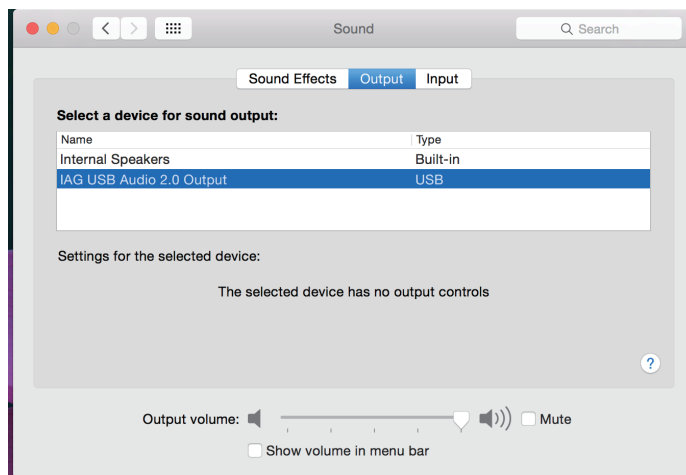 Sound
Search
Sound Effects Output Input
Select a device for sound output:
Name Type
Internal Speakers Built-in
IAG USB Audio 2.0 Output USB
Settings for the selected device:
The selected device has no output controls
?
Output volume: Mute
Show volume in menu bar